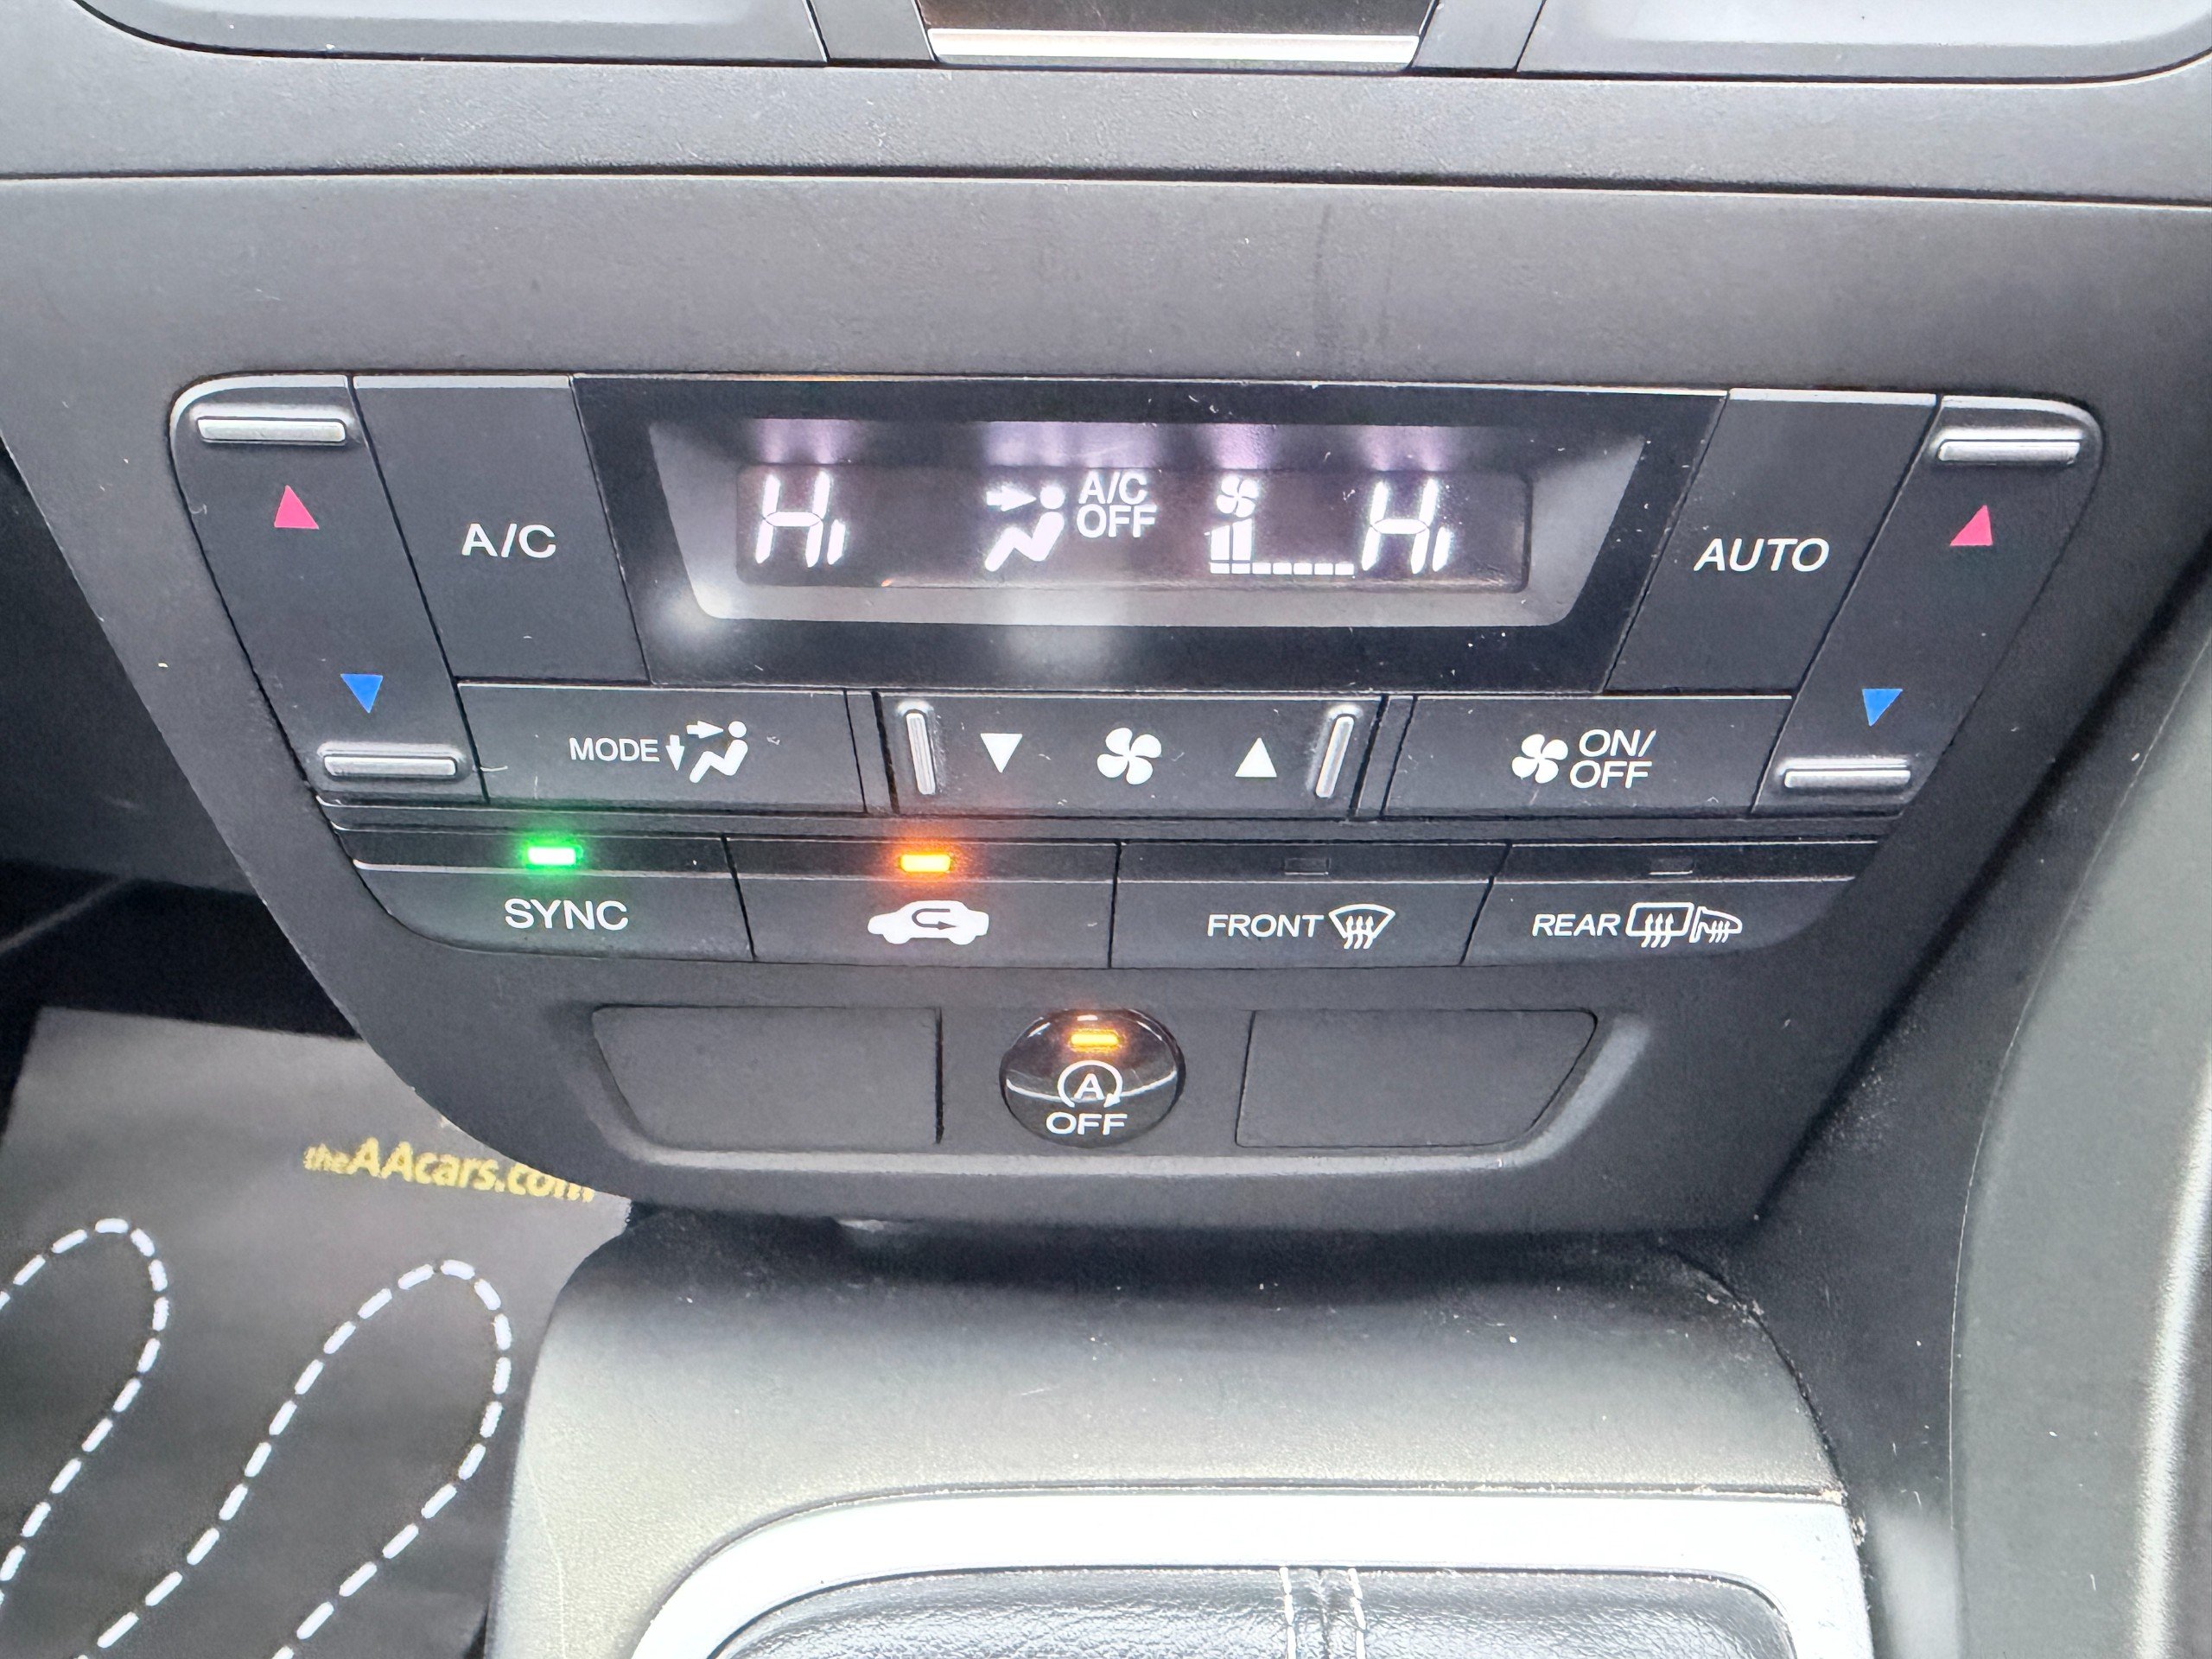 Hi A/C OFF Hi
A/C
AUTO
MODE
ON/
OFF
SYNC
FRONT
REAR
A
OFF
theAAcars.com